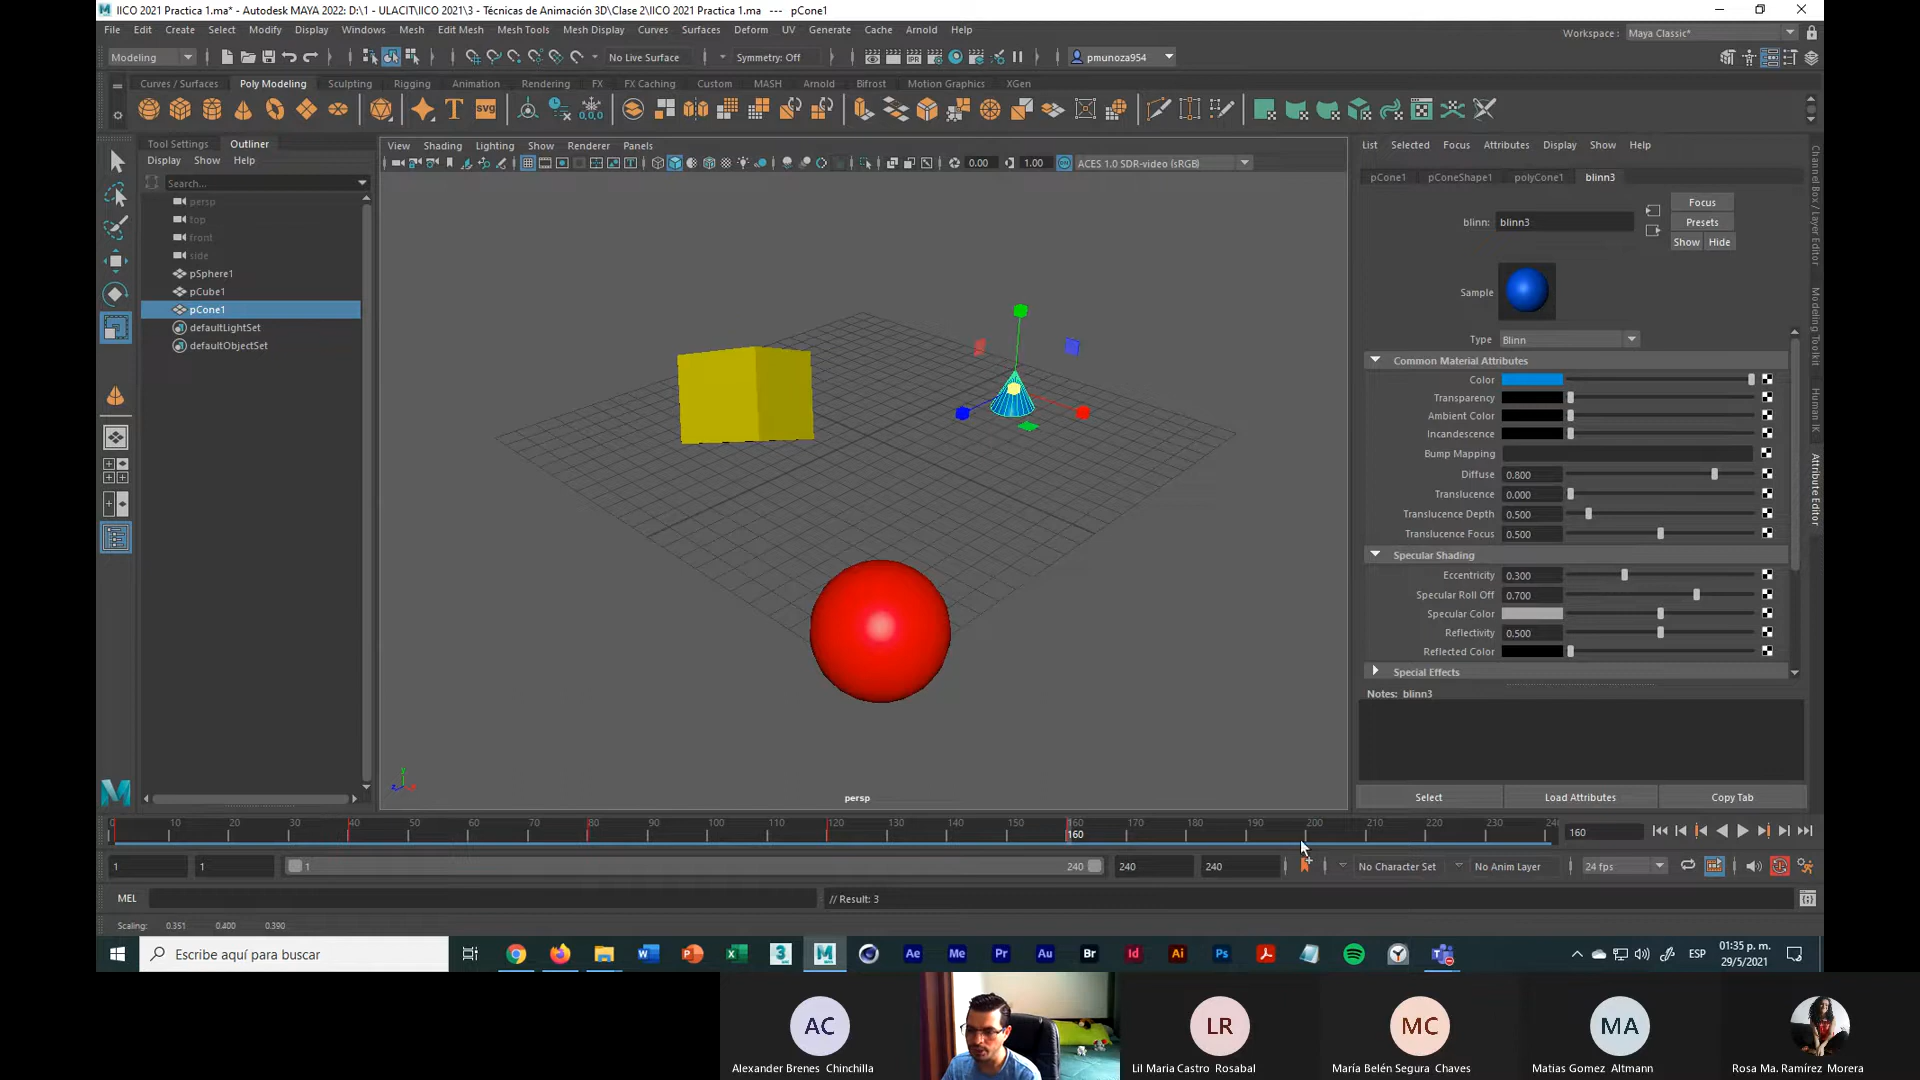 IICO 2021 Practica 1.ma* - Autodesk MAYA 2022: D:\1 - ULACIT\IICO 2021\3 - Técnicas de Animación 3D\Clase 2\IICO 2021 Practica 1.ma --- pCone1
File Edit Create Select Modify Display Windows Mesh Edit Mesh Mesh Tools Mesh Display Curves Surfaces Deform UV Generate Cache Arnold Help
Workspace : Maya Classic*
Modeling No Live Surface Symmetry: Off pmunoza954
Curves / Surfaces Poly Modeling Sculpting Rigging Animation Rendering FX FX Caching Custom MASH Arnold Bifrost Motion Graphics XGen
Tool Settings Outliner
Display Show Help
Search...
persp
top
front
side
pSphere1
pCube1
pCone1
defaultLightSet
defaultObjectSet
View Shading Lighting Show Renderer Panels
0.00 1.00 ACES 1.0 SDR-video (sRGB)
persp
List Selected Focus Attributes Display Show Help
pCone1 pConeShape1 polyCone1 blinn3
blinn: blinn3
Focus
Presets
Show Hide
Sample
Type Blinn
Common Material Attributes
Color
Transparency
Ambient Color
Incandescence
Bump Mapping
Diffuse 0.800
Translucence 0.000
Translucence Depth 0.500
Translucence Focus 0.500
Specular Shading
Eccentricity 0.300
Specular Roll Off 0.700
Specular Color
Reflectivity 0.500
Reflected Color
Special Effects
Notes: blinn3
Select Load Attributes Copy Tab
Channel Box / Layer Editor
Modeling Toolkit
Human IK
Attribute Editor
0 10 20 30 40 50 60 70 80 90 100 110 120 130 140 150 160 170 180 190 200 210 220 230 24
160 160
1 1 1 240 240 240 No Character Set No Anim Layer 24 fps
MEL // Result: 3
Scaling: 0.351 0.400 0.390
Escribe aquí para buscar
3 Ae Me Pr Au Br Id Ai Ps
ESP 01:35 p. m.
29/5/2021
AC LR MC MA
Alexander Brenes Chinchilla Lil Maria Castro Rosabal María Belén Segura Chaves Matias Gomez Altmann Rosa Ma. Ramírez Morera